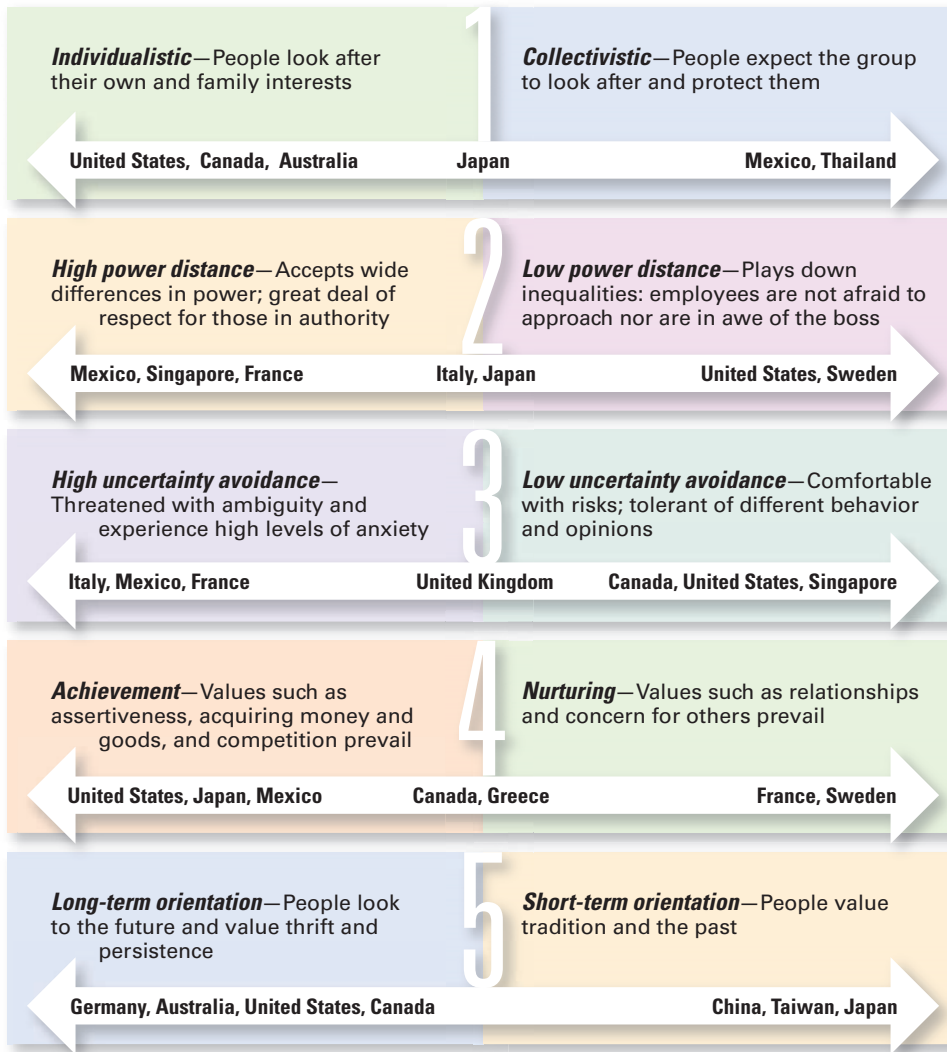 1
Individualistic—People look after
their own and family interests
Collectivistic—People expect the group
to look after and protect them
United States, Canada, Australia
Japan
Mexico, Thailand
2
High power distance—Accepts wide
differences in power; great deal of
respect for those in authority
Low power distance—Plays down
inequalities: employees are not afraid to
approach nor are in awe of the boss
Mexico, Singapore, France
Italy, Japan
United States, Sweden
3
High uncertainty avoidance—
Threatened with ambiguity and
experience high levels of anxiety
Low uncertainty avoidance—Comfortable
with risks; tolerant of different behavior
and opinions
Italy, Mexico, France
United Kingdom
Canada, United States, Singapore
4
Achievement—Values such as
assertiveness, acquiring money and
goods, and competition prevail
Nurturing—Values such as relationships
and concern for others prevail
United States, Japan, Mexico
Canada, Greece
France, Sweden
5
Long-term orientation—People look
to the future and value thrift and
persistence
Short-term orientation—People value
tradition and the past
Germany, Australia, United States, Canada
China, Taiwan, Japan